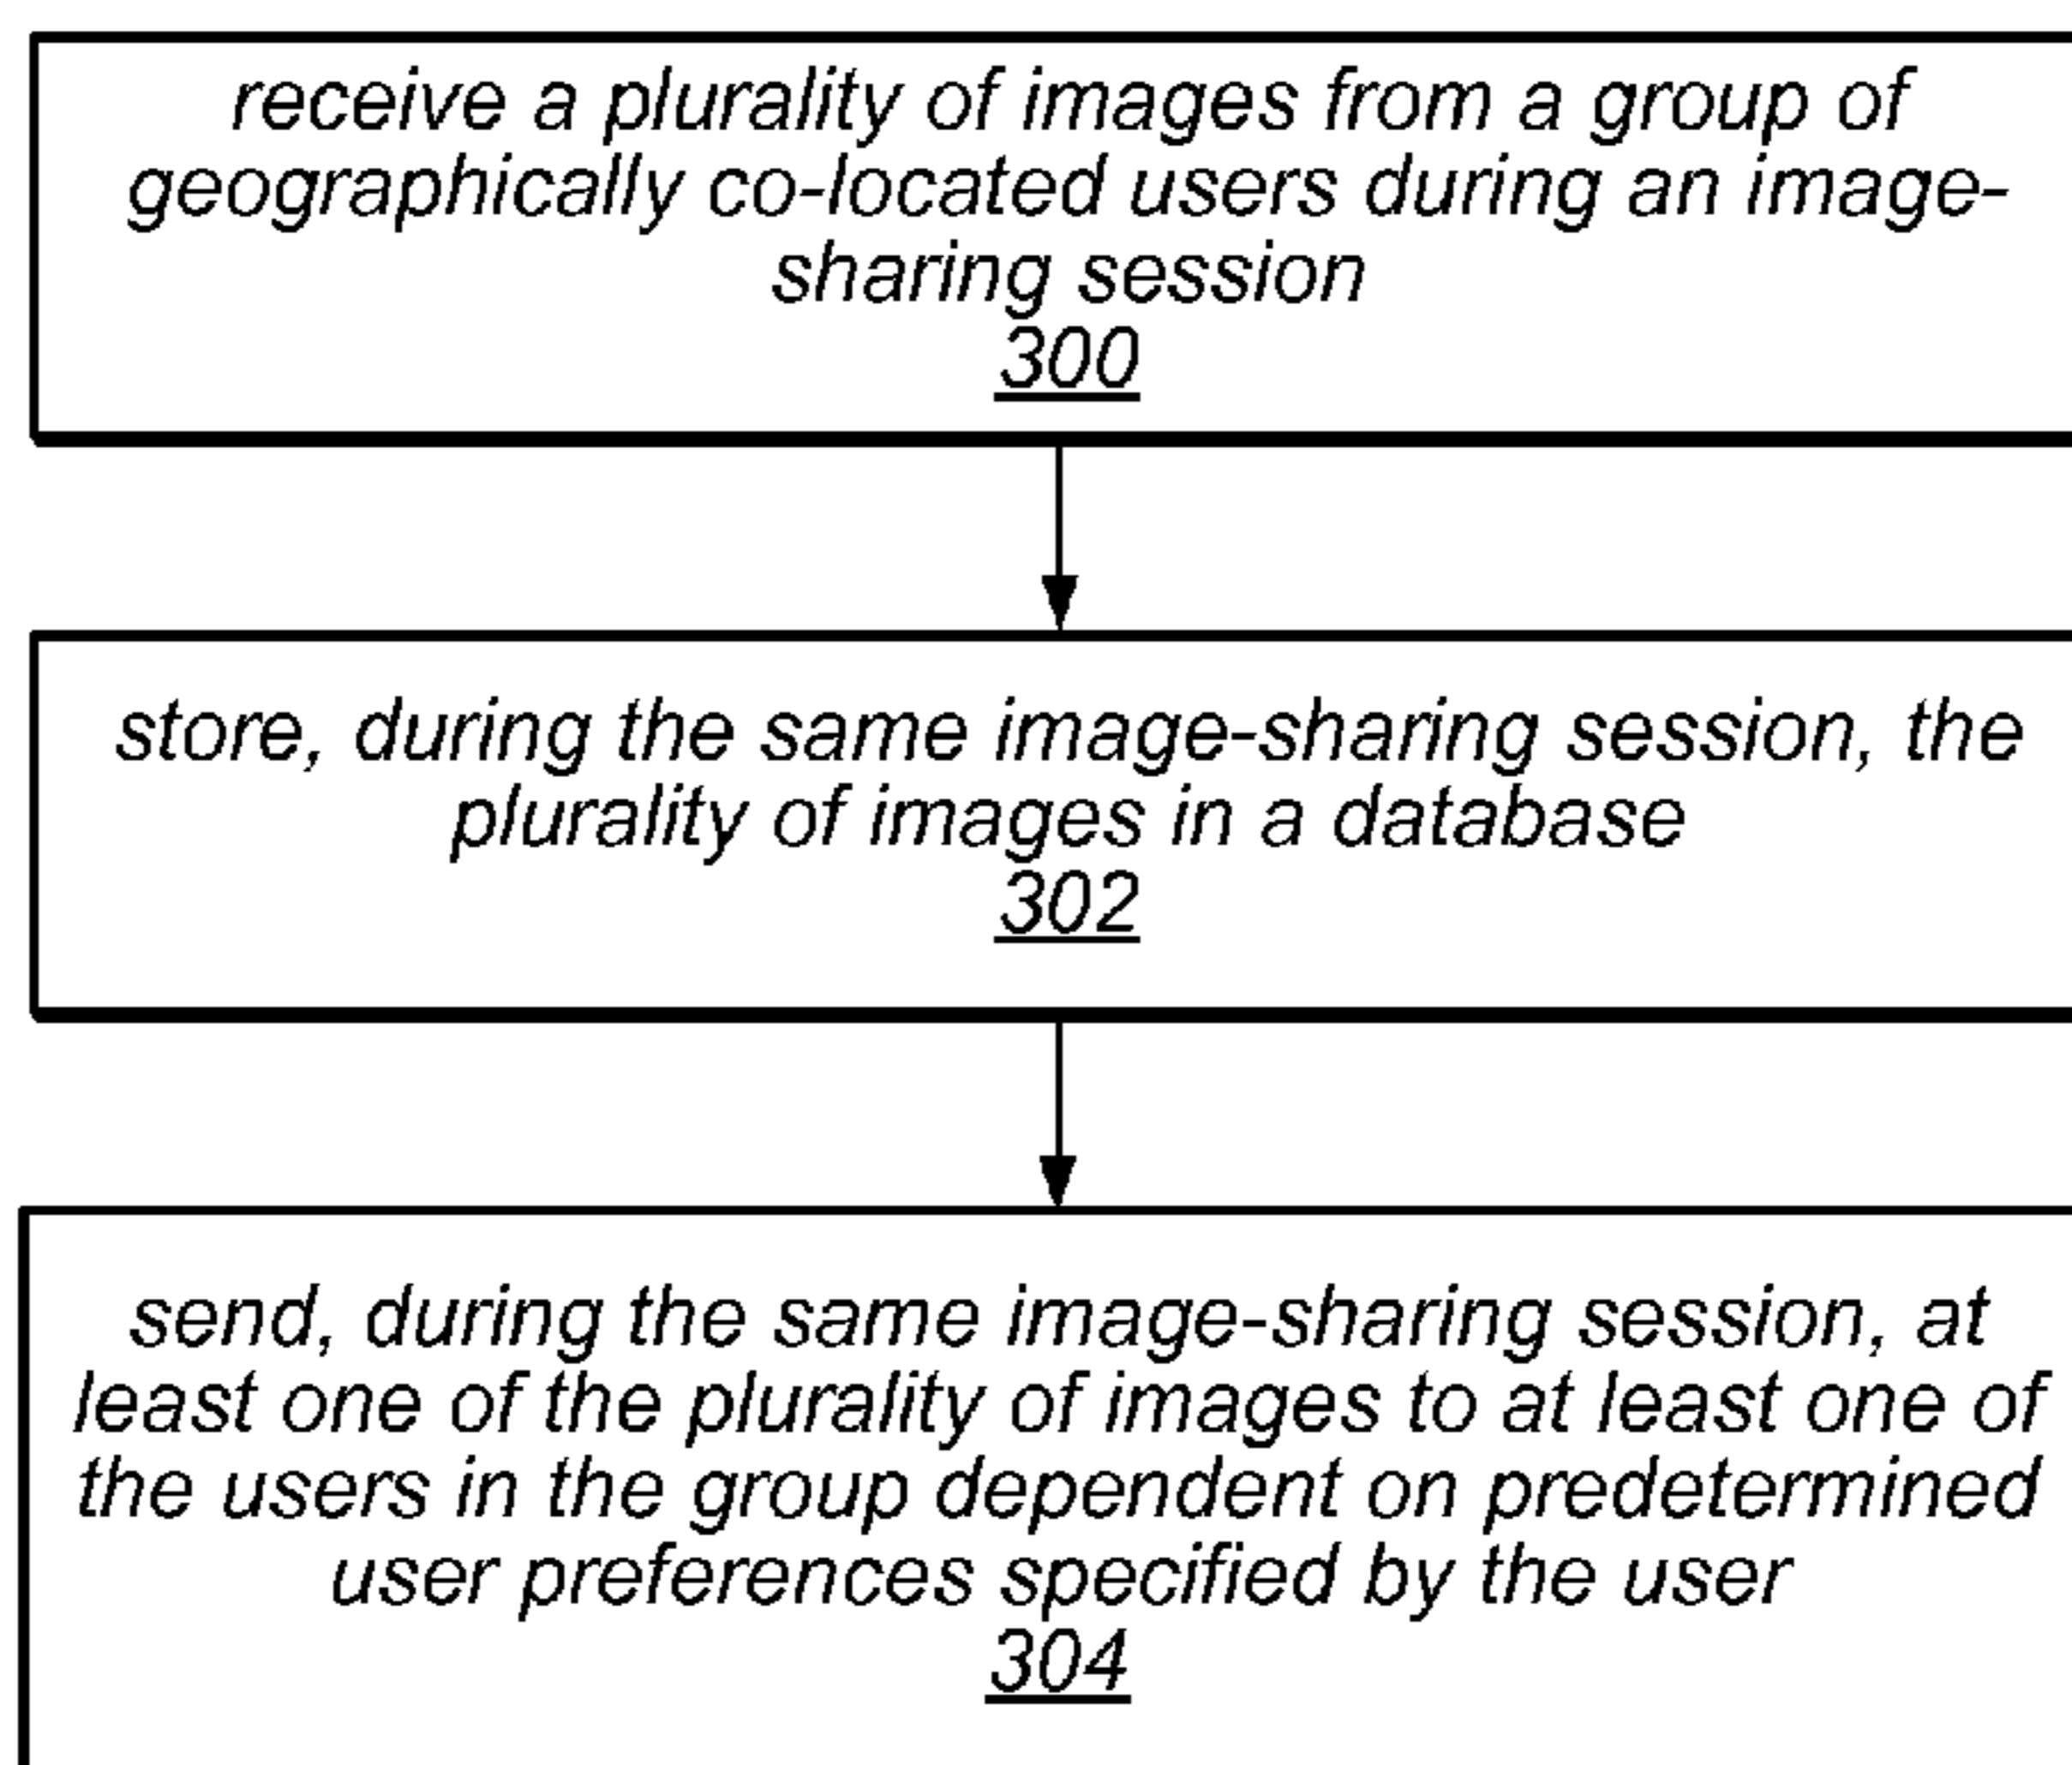 receive a plurality of images from a group of
geographically co-located users during an image-
sharing session
300
store, during the same image-sharing session, the
plurality of images in a database
302
send, during the same image-sharing session, at
least one of the plurality of images to at least one of
the users in the group dependent on predetermined
user preferences specified by the user
304